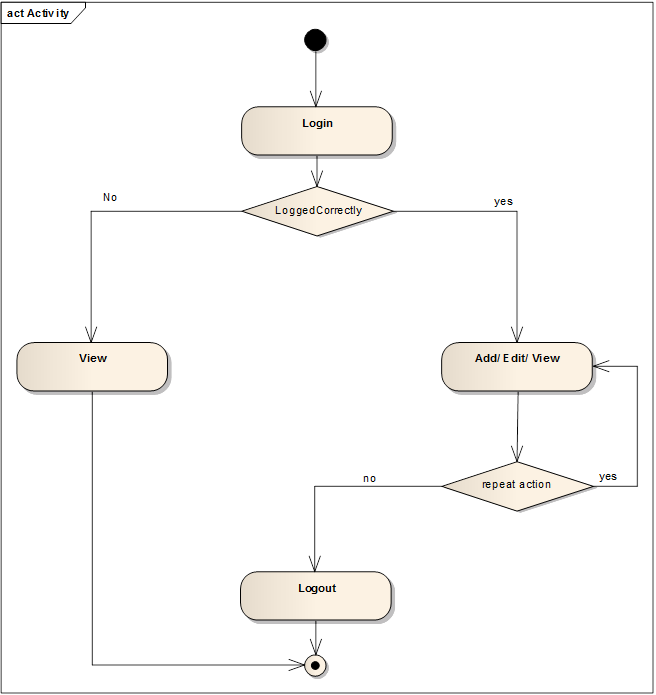 act Activity
Login
LoggedCorrectly
No
yes
View
Add/ Edit/ View
repeat action
no
yes
Logout